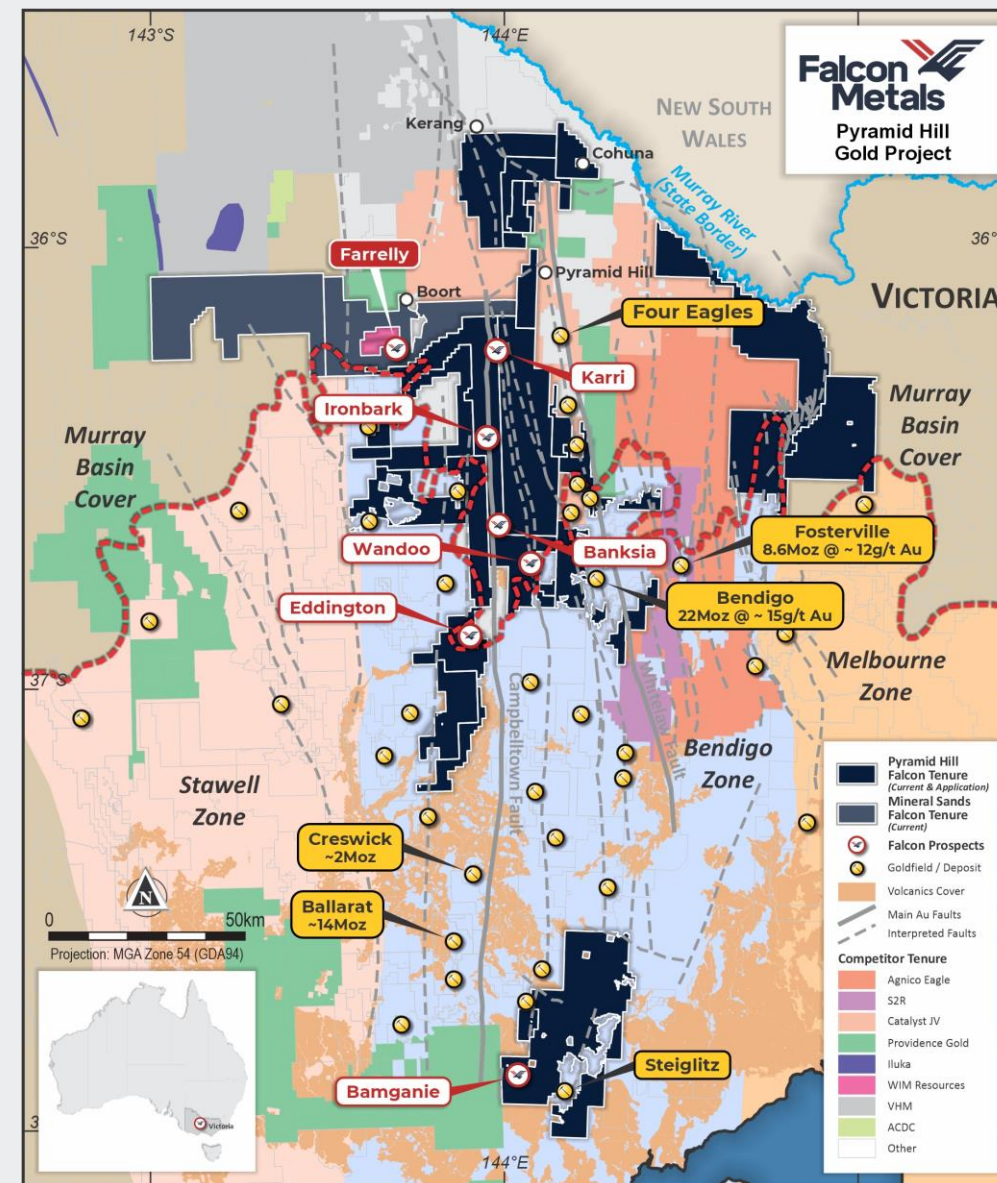 143°S
144°E
Falcon
Metals
Pyramid Hill
Gold Project
NEW SOUTH
WALES
Kerang
Cohuna
Murray River
(State Border)
36°S
36°
Farrelly
Pyramid Hill
Boort
VICTORIA
Four Eagles
Karri
Ironbark
Murray
Basin
Cover
Murray
Basin
Cover
Fosterville
8.6Moz @ ~ 12g/t Au
Wandoo
Banksia
Bendigo
22Moz @ ~ 15g/t Au
Eddington
Melbourne
Zone
37°S
Campbelltown Fault
Whitelaw Fault
Bendigo
Zone
Stawell
Zone
Creswick
~2Moz
Ballarat
~14Moz
N
0
50km
Projection: MGA Zone 54 (GDA94)
Victoria
Bamganie
Steiglitz
144°E
Pyramid Hill
Falcon Tenure
(Current & Application)
Mineral Sands
Falcon Tenure
(Current)
Falcon Prospects
Goldfield / Deposit
Volcanics Cover
Main Au Faults
Interpreted Faults
Competitor Tenure
Agnico Eagle
S2R
Catalyst JV
Providence Gold
Iluka
WIM Resources
VHM
ACDC
Other